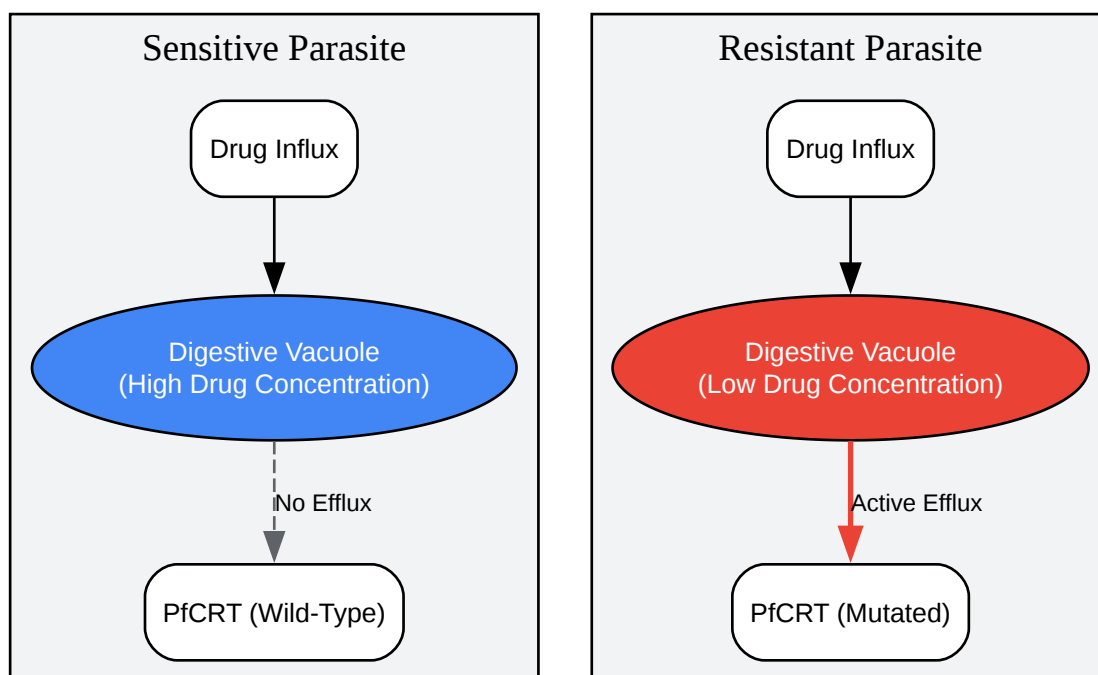 Sensitive Parasite
Drug Influx
Digestive Vacuole
(High Drug Concentration)
No Efflux
PfCRT (Wild-Type)
Resistant Parasite
Drug Influx
Digestive Vacuole
(Low Drug Concentration)
Active Efflux
PfCRT (Mutated)